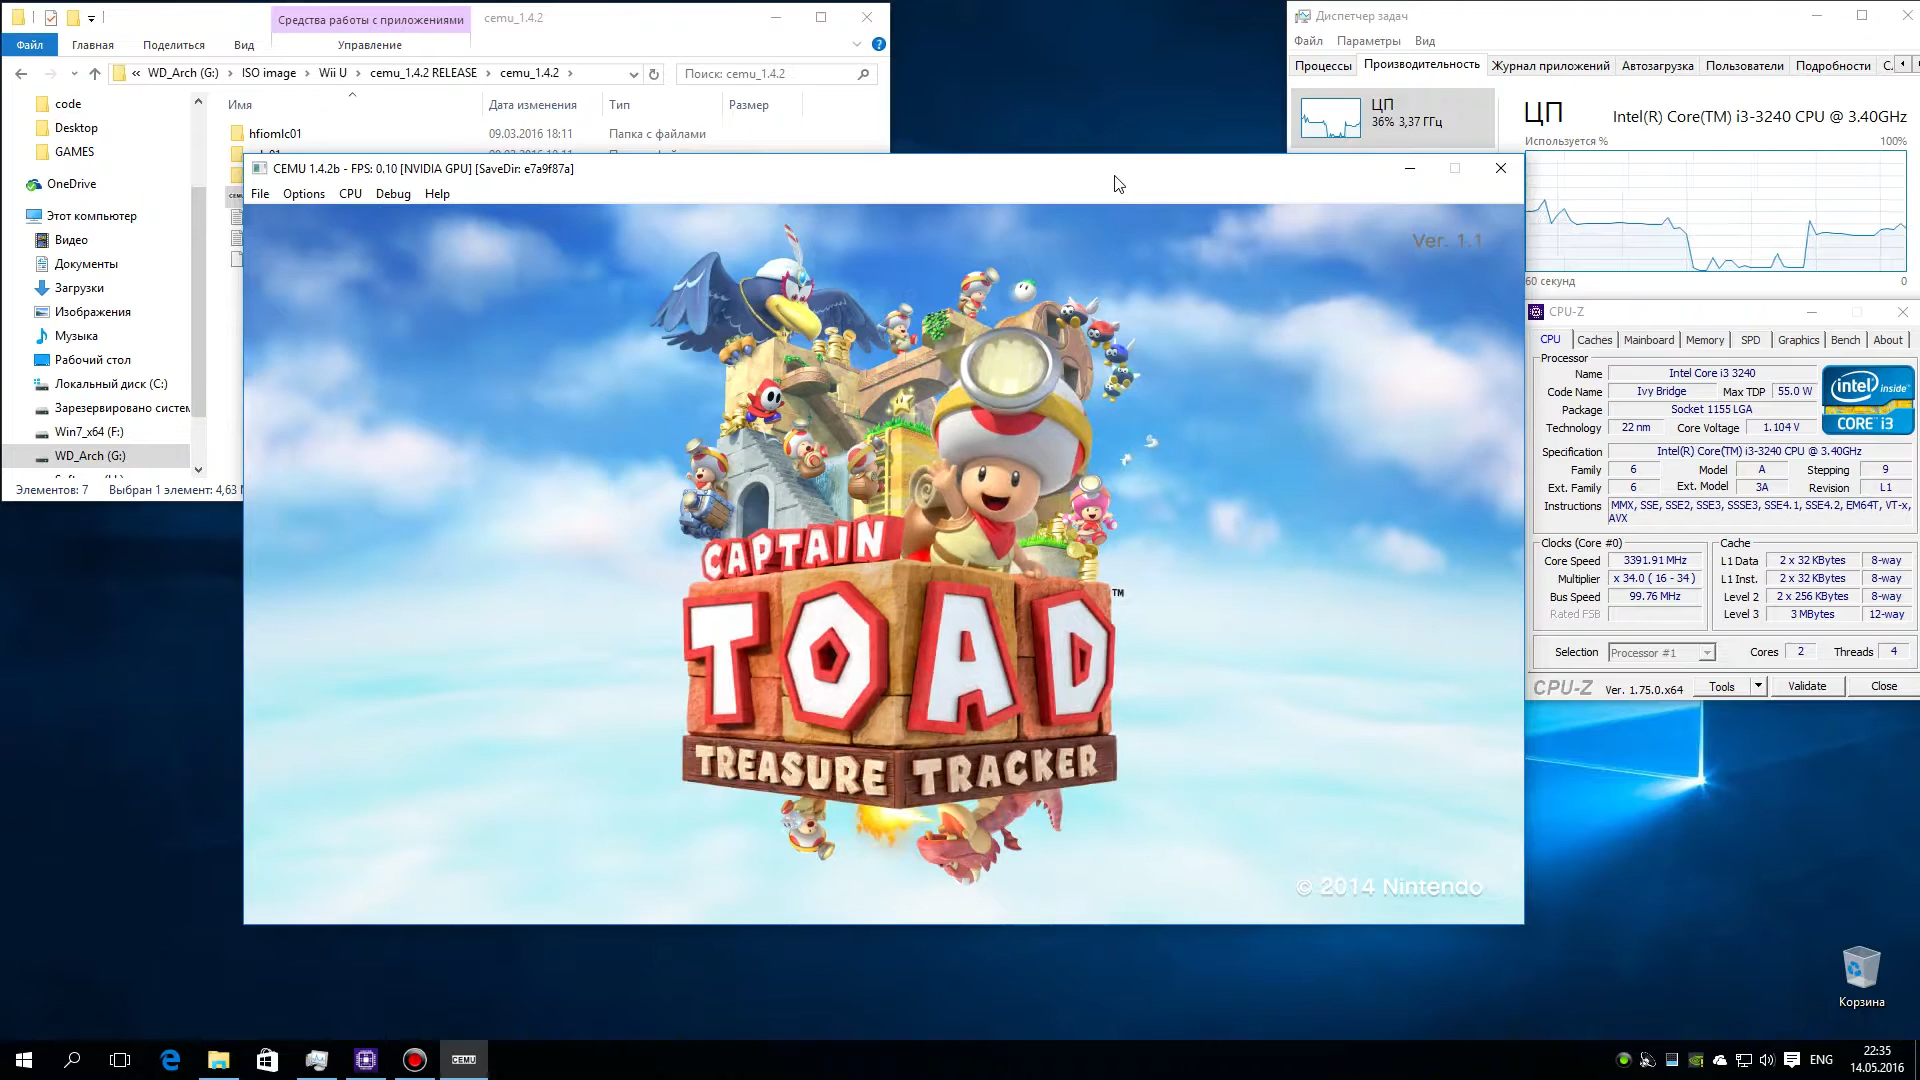 Средства работы с приложениями
cemu_1.4.2
Файл
Главная
Поделиться
Вид
Управление
« WD_Arch (G:) › ISO image › Wii U › cemu_1.4.2 RELEASE › cemu_1.4.2 ›
Поиск: cemu_1.4.2
Имя
Дата изменения
Тип
Размер
hfiomlc01
09.03.2016 18:11
Папка с файлами
code
Desktop
GAMES
OneDrive
Этот компьютер
Видео
Документы
Загрузки
Изображения
Музыка
Рабочий стол
Локальный диск (C:)
Win7_x64 (F:)
WD_Arch (G:)
Элементов: 7
Выбран 1 элемент: 4,63
CEMU 1.4.2b - FPS: 0.10 [NVIDIA GPU] [SaveDir: e7a9f87a]
File Options CPU Debug Help
Ver. 1.1
CAPTAIN
TOAD
™
TREASURE TRACKER
© 2014 Nintendo
Диспетчер задач
Файл Параметры Вид
Процессы
Производительность
Журнал приложений
Автозагрузка
Пользователи
Подробности
ЦП
36% 3,37 ГГц
ЦП
Intel(R) Core(TM) i3-3240 CPU @ 3.40GHz
Используется %
100%
60 секунд
0
CPU-Z
CPU Caches Mainboard Memory SPD Graphics Bench About
Processor
Name Intel Core i3 3240
Code Name Ivy Bridge Max TDP 55.0 W
Package Socket 1155 LGA
Technology 22 nm Core Voltage 1.104 V
intel inside
CORE i3
Specification Intel(R) Core(TM) i3-3240 CPU @ 3.40GHz
Family 6 Model A Stepping 9
Ext. Family 6 Ext. Model 3A Revision L1
Instructions MMX, SSE, SSE2, SSE3, SSSE3, SSE4.1, SSE4.2, EM64T, VT-x,
AVX
Clocks (Core #0)
Core Speed 3391.91 MHz
Multiplier x 34.0 ( 16 - 34 )
Bus Speed 99.76 MHz
Rated FSB
Cache
L1 Data 2 x 32 KBytes 8-way
L1 Inst. 2 x 32 KBytes 8-way
Level 2 2 x 256 KBytes 8-way
Level 3 3 MBytes 12-way
Selection Processor #1 Cores 2 Threads 4
CPU-Z Ver. 1.75.0.x64 Tools Validate Close
Корзина
CEMU
ENG
22:35
14.05.2016